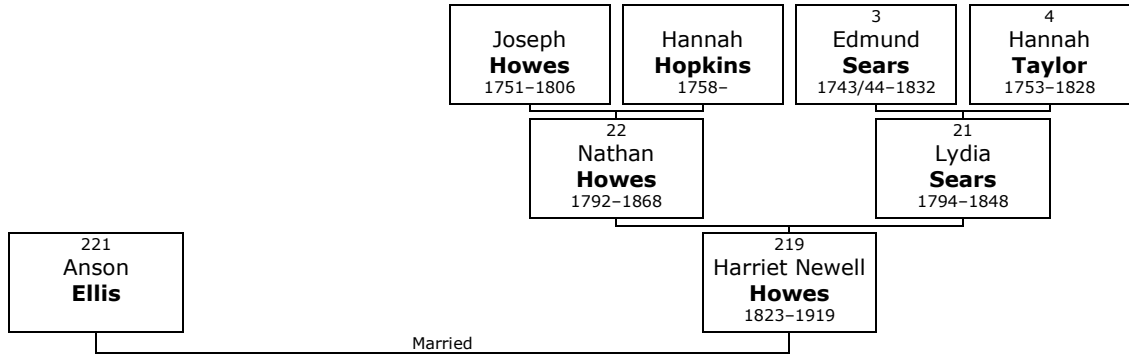 Joseph
Howes
1751–1806
Hannah
Hopkins
1758–
3
Edmund
Sears
1743/44–1832
4
Hannah
Taylor
1753–1828
22
Nathan
Howes
1792–1868
21
Lydia
Sears
1794–1848
221
Anson
Ellis
219
Harriet Newell
Howes
1823–1919
Married